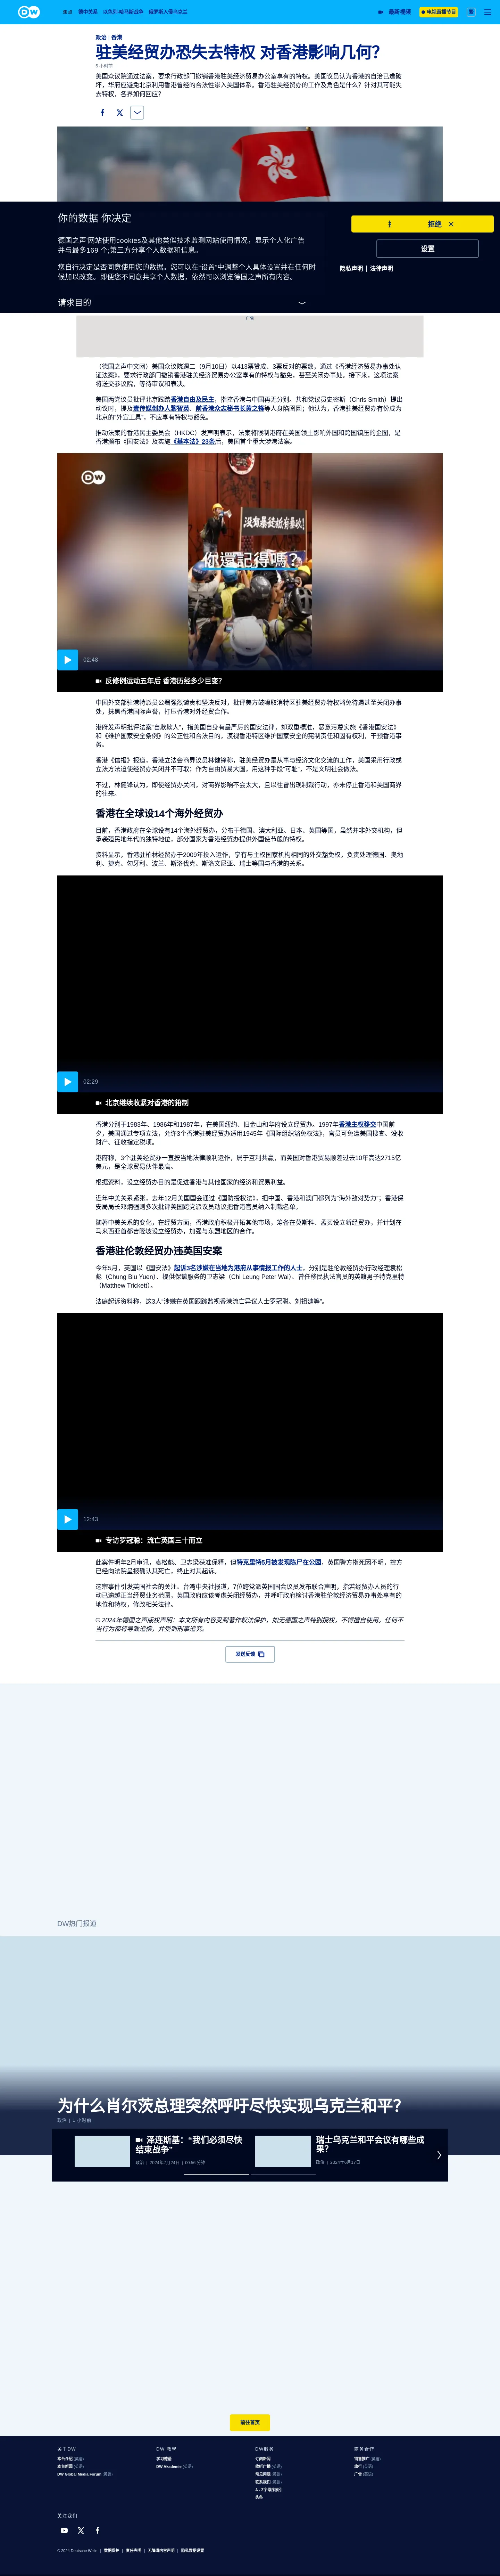 DW
焦点
德中关系
以色列-哈马斯战争
俄罗斯入侵乌克兰
最新视频
电视直播节目
繁
政治 | 香港
驻美经贸办恐失去特权 对香港影响几何?
5 小时前
美国众议院通过法案，要求行政部门撤销香港驻美经济贸易办公室享有的特权。美国议员认为香港的自治已遭破
坏，华府应避免北京利用香港曾经的合法性渗入美国体系。香港驻美经贸办的工作及角色是什么？针对其可能失
去特权，各界如何回应?
你的数据 你决定
德国之声˙网站使用cookies及其他类似技术监测网站使用情况，显示个人化广告
并与最多169 个˙第三方分享个人数据和信息。
您自行决定是否同意使用您的数据。您可以在“设置”中调整个人具体设置并在任何时
候加以改变。即使您不同意共享个人数据，依然可以浏览德国之声所有内容。
请求目的
拒绝
设置
隐私声明 | 法律声明
广告
（德国之声中文网）美国众议院週二（9月10日）以413票赞成、3票反对的票数，通过《香港经济贸易办事处认
证法案》，要求行政部门撤销香港驻美经济贸易办公室享有的特权与豁免，甚至关闭办事处。接下来，这项法案
将送交参议院，等待审议和表决。
美国两党议员批评北京践踏香港自由及民主，指控香港与中国再无分别。共和党议员史密斯（Chris Smith）提出
动议时，提及壹传媒创办人黎智英、前香港众志秘书长黄之锋等人身陷囹圄；他认为，香港驻美经贸办有份成为
北京的“外宣工具”，不应享有特权与豁免。
推动法案的香港民主委员会（HKDC）发声明表示，法案将限制港府在美国领土影响外国和跨国镇压的企图，是
香港颁布《国安法》及实施《基本法》23条后，美国首个重大涉港法案。
DW
你還記得嗎？
02:48
反修例运动五年后 香港历经多少巨变?
中国外交部驻港特派员公署强烈谴责和坚决反对，批评美方鼓噪取消特区驻美经贸办特权豁免待遇甚至关闭办事
处，抹黑香港国际声誉，打压香港对外经贸合作。
港府发声明批评法案“自欺欺人”，指美国自身有最严厉的国安法律，却双重標准，恶意污蔑实施《香港国安法》
和《维护国家安全条例》的公正性和合法目的，漠视香港特区维护国家安全的宪制责任和固有权利，干预香港事
务。
香港《信报》报道，香港立法会商界议员林健锋称，驻美经贸办是从事与经济文化交流的工作，美国采用行政或
立法方法迫使经贸办关闭并不可取；作为自由贸易大国，用这种手段“可耻”，不是文明社会做法。
不过，林健锋认为，即使经贸办关闭，对商界影响不会太大，且以往曾出现制裁行动，亦未停止香港和美国商界
的往来。
香港在全球设14个海外经贸办
目前，香港政府在全球设有14个海外经贸办，分布于德国、澳大利亚、日本、英国等国，虽然并非外交机构，但
承袭殖民地年代的独特地位，部分国家为香港经贸办提供外国使节般的特权。
资料显示，香港驻柏林经贸办于2009年投入运作，享有与主权国家机构相同的外交豁免权，负责处理德国、奥地
利、捷克、匈牙利、波兰、斯洛伐克、斯洛文尼亚、瑞士等国与香港的关系。
02:29
北京继续收紧对香港的箝制
香港分别于1983年、1986年和1987年，在美国纽约、旧金山和华府设立经贸办。1997年香港主权移交中国前
夕，美国通过专项立法，允许3个香港驻美经贸办适用1945年《国际组织豁免权法》，官员可免遭美国搜查、没收
财产、征收指定税项。
港府称，3个驻美经贸办一直按当地法律顺利运作，属于互利共赢，而美国对香港贸易顺差过去10年高达2715亿
美元，是全球贸易伙伴最高。
根据资料，设立经贸办目的是促进香港与其他国家的经济和贸易利益。
近年中美关系紧张，去年12月美国国会通过《国防授权法》，把中国、香港和澳门都列为“海外敌对势力”；香港保
安局局长邓炳强则多次批评美国跨党派议员动议把香港官员纳入制裁名单。
随著中美关系的变化，在经贸方面，香港政府积极开拓其他市场，筹备在莫斯科、孟买设立新经贸办，并计划在
马来西亚首都吉隆坡设立经贸办，加强与东盟地区的合作。
香港驻伦敦经贸办违英国安案
今年5月，英国以《国安法》起诉3名涉嫌在当地为港府从事情报工作的人士，分别是驻伦敦经贸办行政经理袁松
彪（Chung Biu Yuen）、提供保镳服务的卫志梁（Chi Leung Peter Wai）、曾任移民执法官员的英籍男子特克里特
（Matthew Trickett）。
法庭起诉资料称，这3人“涉嫌在英国跟踪监视香港流亡异议人士罗冠聪、刘祖廸等”。
12:43
专访罗冠聪：流亡英国三十而立
此案件明年2月审讯，袁松彪、卫志梁获准保释，但特克里特5月被发现陈尸在公园，英国警方指死因不明，控方
已经向法院呈报确认其死亡，终止对其起诉。
这宗事件引发英国社会的关注。台湾中央社报道，7位跨党派英国国会议员发布联合声明，指若经贸办人员的行
动已逾越正当经贸业务范圍，英国政府应该考虑关闭经贸办，并呼吁政府检讨香港驻伦敦经济贸易办事处享有的
地位和特权，修改相关法律。
© 2024年德国之声版权声明：本文所有内容受到著作权法保护，如无德国之声特别授权，不得擅自使用。任何不
当行为都将导致追偿，并受到刑事追究。
发送反馈
DW热门报道
为什么肖尔茨总理突然呼吁尽快实现乌克兰和平?
政治 | 1 小时前
泽连斯基：“我们必须尽快
结束战争”
政治 | 2024年7月24日 | 00:56 分钟
瑞士乌克兰和平会议有哪些成
果?
政治 | 2024年6月17日
前往首页
关于DW
本台介绍 (英语)
本台新闻 (英语)
DW Global Media Forum (英语)
DW 教學
学习德语
DW Akademie (英语)
DW服务
订阅新闻
收听广播 (英语)
常见问题 (英语)
联系我们 (英语)
A - Z字母序索引
头条
商务合作
销售推广 (英语)
旅行 (英语)
广告 (英语)
关注我们
© 2024 Deutsche Welle | 数据保护 | 责任声明 | 无障碍内容声明 | 隐私数据设置